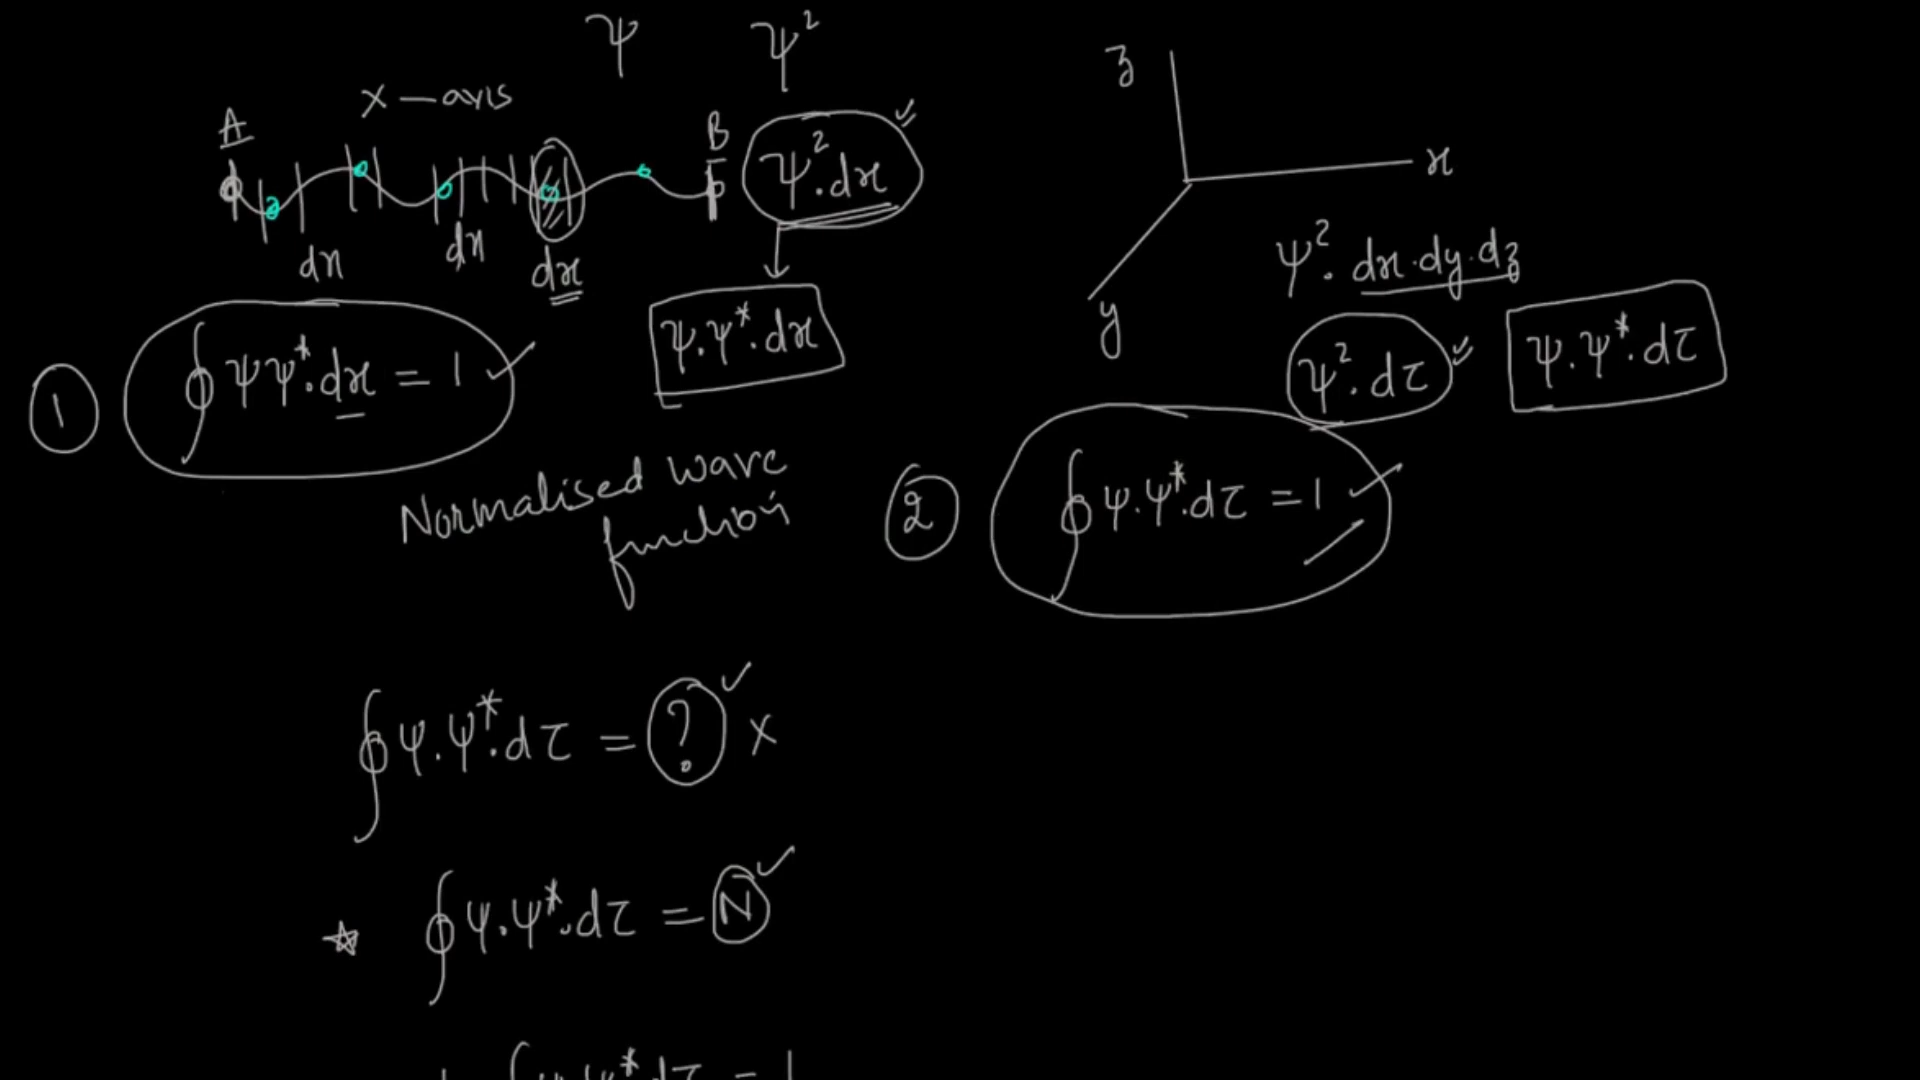 ψ
ψ²
x - axis
A
B
ψ².dx
dx
dx
dx
ψ.ψ*.dx
① ∮ψψ*.dx = 1
Normalised wave
function
z
x
y
ψ².dx.dy.dz
ψ².dτ
ψ.ψ*.dτ
② ∮ψ.ψ*.dτ = 1
∮ψ.ψ*.dτ = ? x
☆ ∮ψ.ψ*.dτ = N